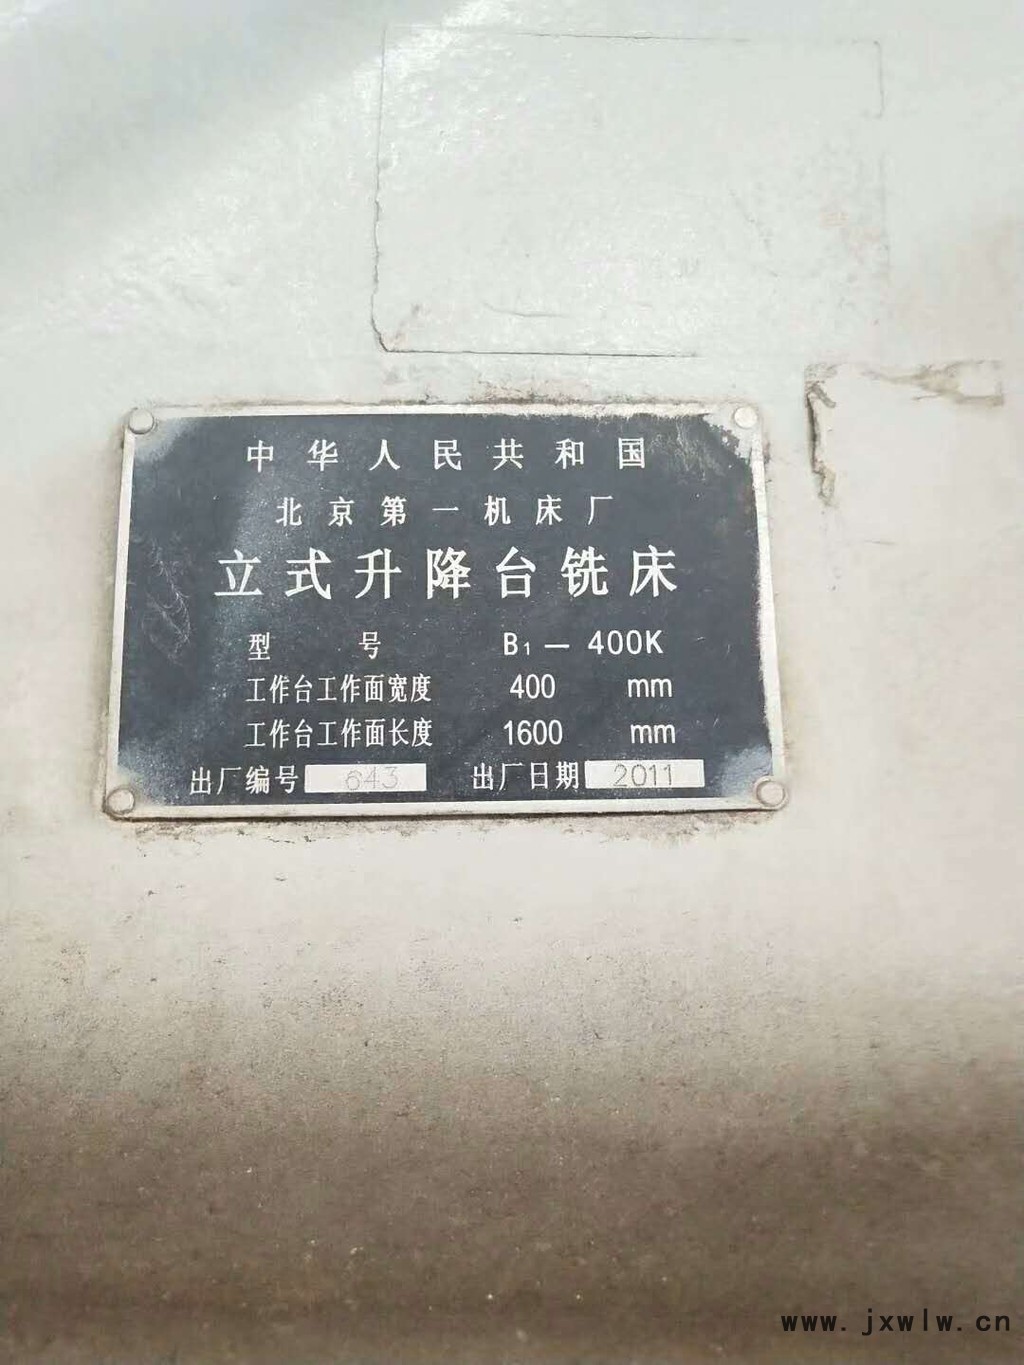 中华人民共和国
北京第一机床厂
立式升降台铣床
型 号 B1 — 400K
工作台工作面宽度 400 mm
工作台工作面长度 1600 mm
出厂编号 643 出厂日期 2011
www.jxwlw.cn